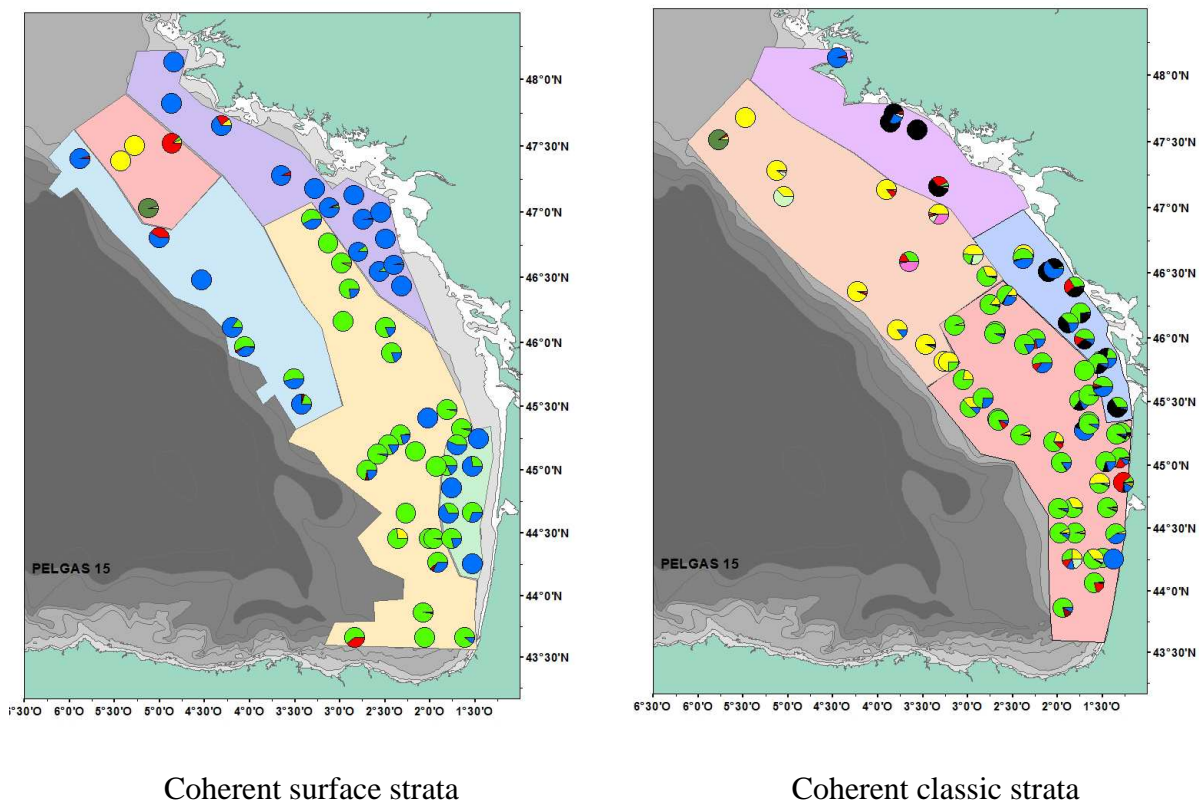 48°0'N
47°30'N
47°0'N
46°30'N
46°0'N
45°30'N
45°0'N
44°30'N
44°0'N
43°30'N
PELGAS 15
6°0'O 5°30'O 5°0'O 4°30'O 4°0'O 3°30'O 3°0'O 2°30'O 2°0'O 1°30'O
Coherent surface strata
48°0'N
47°30'N
47°0'N
46°30'N
46°0'N
45°30'N
45°0'N
44°30'N
44°0'N
43°30'N
PELGAS 15
6°30'O 6°0'O 5°30'O 5°0'O 4°30'O 4°0'O 3°30'O 3°0'O 2°30'O 2°0'O 1°30'O
Coherent classic strata